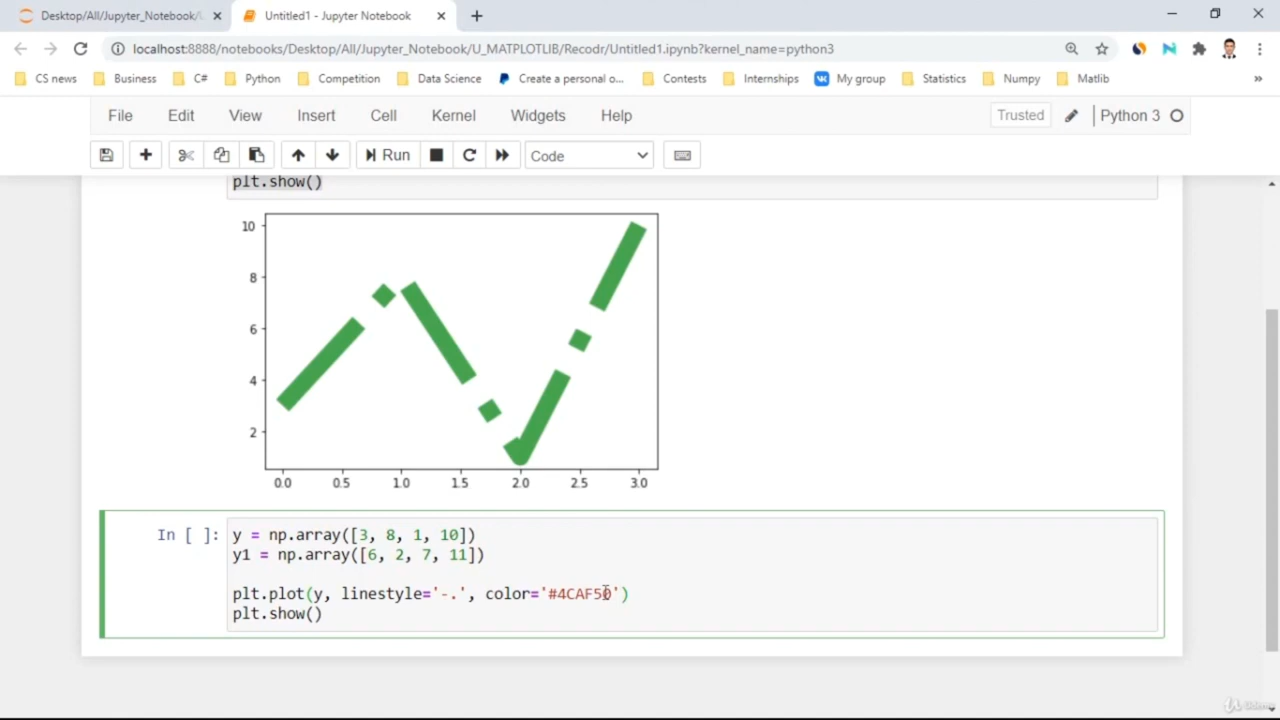 Desktop/All/Jupyter_Notebook/
Untitled1 - Jupyter Notebook
localhost:8888/notebooks/Desktop/All/Jupyter_Notebook/U_MATPLOTLIB/Recodr/Untitled1.ipynb?kernel_name=python3
CS news Business C# Python Competition Data Science Create a personal o... Contests Internships My group Statistics Numpy Matlib »
File Edit View Insert Cell Kernel Widgets Help Trusted Python 3
Run Code
plt.show()
10
8
6
4
2
0.0 0.5 1.0 1.5 2.0 2.5 3.0
In [ ]: y = np.array([3, 8, 1, 10])
y1 = np.array([6, 2, 7, 11])
plt.plot(y, linestyle='-.', color='#4CAF50')
plt.show()
Udemy